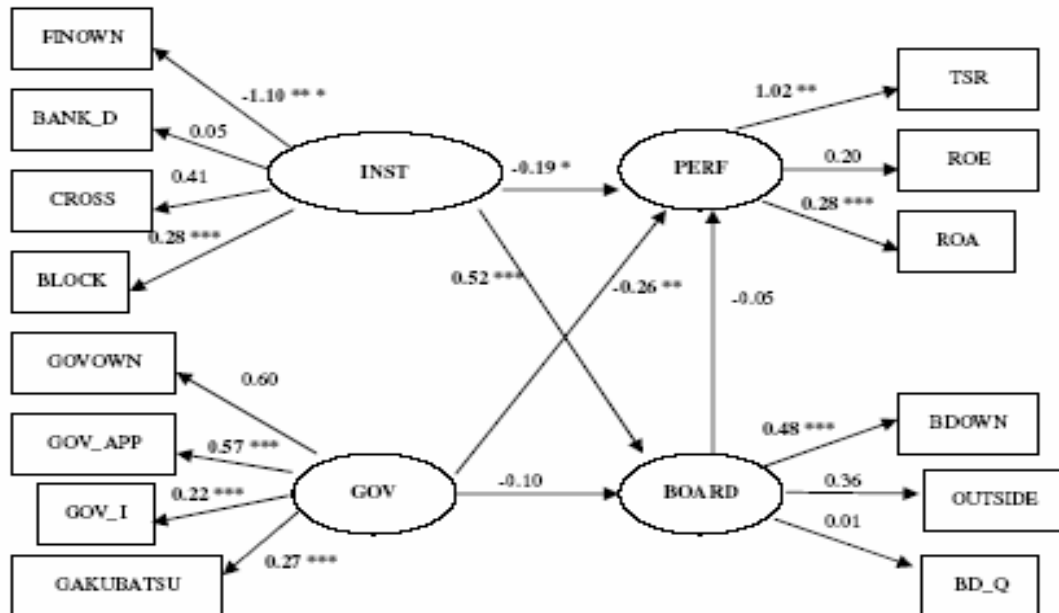 FINOWN
TSR
-1.10 ** *
1.02 **
BANK_D
0.05
INST
-0.19 *
PERF
0.20
ROE
CROSS
0.41
0.28 ***
0.28 ***
ROA
BLOCK
0.52 ***
-0.26 **
-0.05
GOVOWN
0.60
GOV_APP
0.57 ***
0.48 ***
BDOWN
GOV_I
0.22 ***
GOV
-0.10
BOARD
0.36
OUTSIDE
0.01
0.27 ***
GAKUBATSU
BD_Q